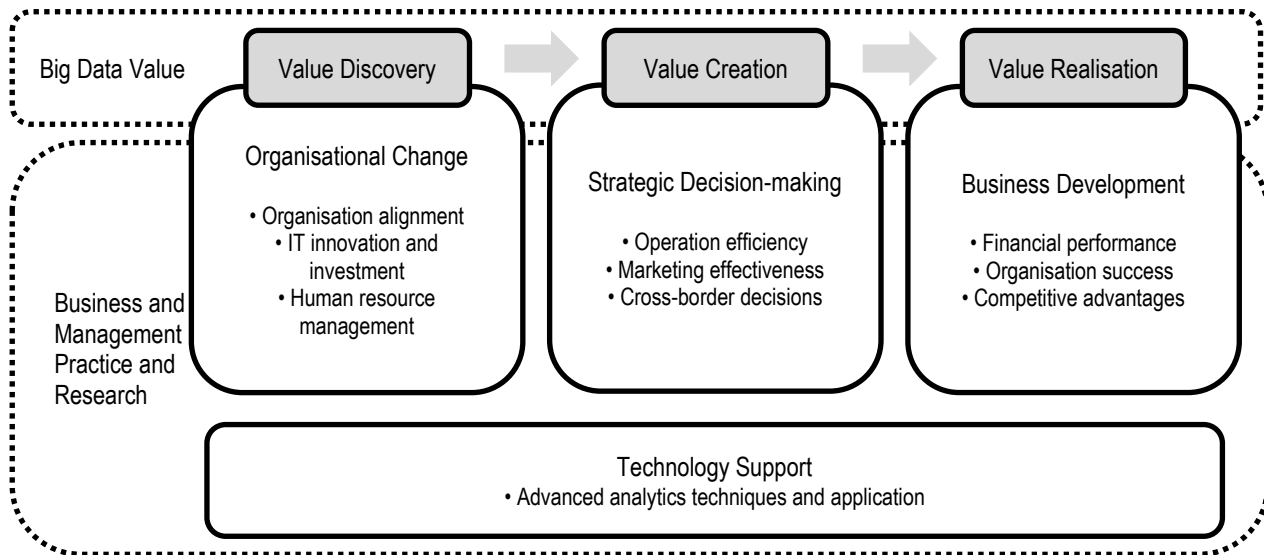 Big Data Value
Value Discovery
Value Creation
Value Realisation
Organisational Change
• Organisation alignment
• IT innovation and
investment
• Human resource
management
Strategic Decision-making
• Operation efficiency
• Marketing effectiveness
• Cross-border decisions
Business Development
• Financial performance
• Organisation success
• Competitive advantages
Business and
Management
Practice and
Research
Technology Support
• Advanced analytics techniques and application